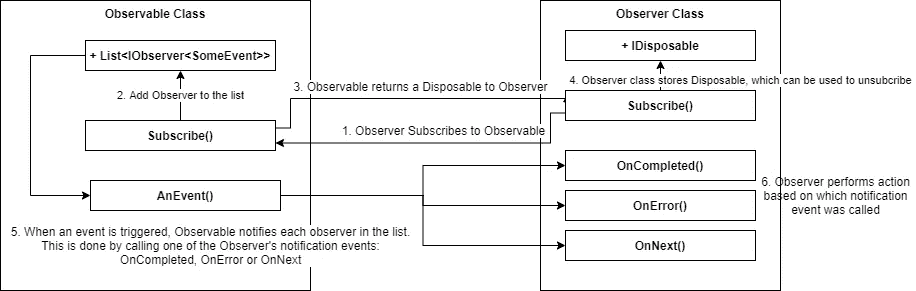 Observable Class
+ List<IObserver<SomeEvent>>
2. Add Observer to the list
Subscribe()
AnEvent()
5. When an event is triggered, Observable notifies each observer in the list.
This is done by calling one of the Observer's notification events:
OnCompleted, OnError or OnNext
3. Observable returns a Disposable to Observer
1. Observer Subscribes to Observable
Observer Class
+ IDisposable
4. Observer class stores Disposable, which can be used to unsubcribe
Subscribe()
OnCompleted()
OnError()
OnNext()
6. Observer performs action
based on which notification
event was called